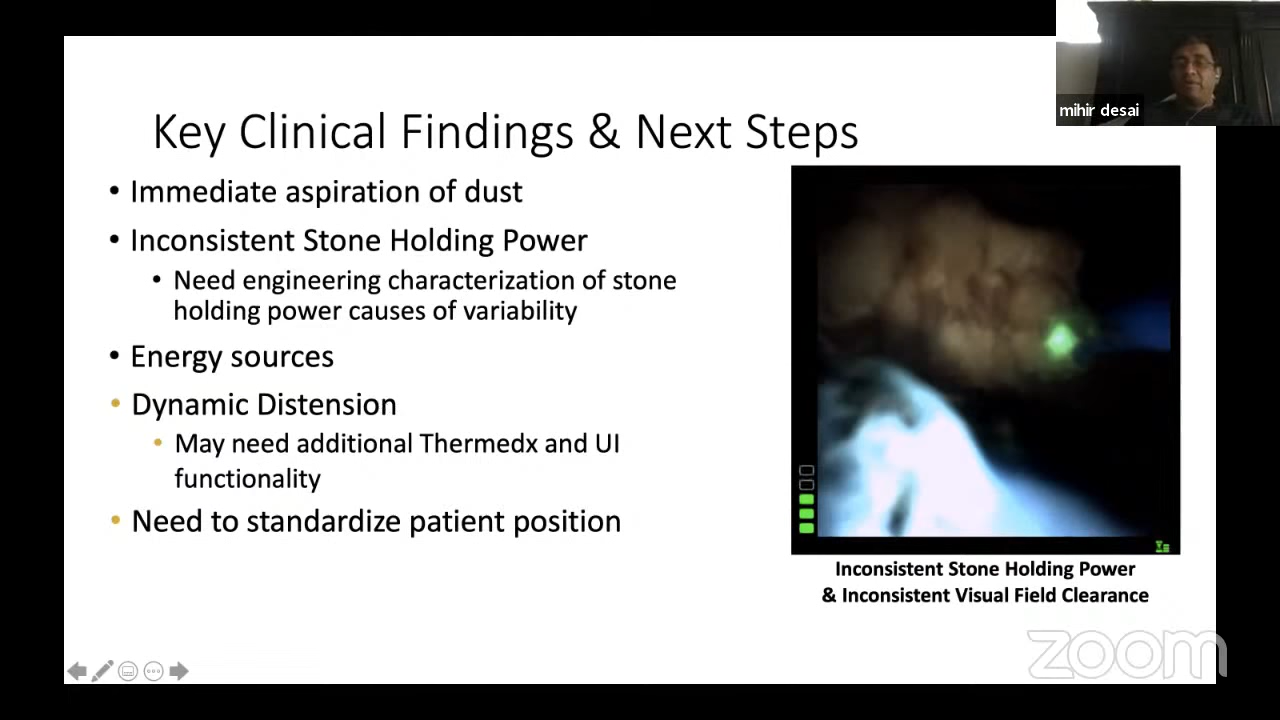 mihir desai
Key Clinical Findings & Next Steps
• Immediate aspiration of dust
• Inconsistent Stone Holding Power
• Need engineering characterization of stone
holding power causes of variability
• Energy sources
• Dynamic Distension
• May need additional Thermedx and UI
functionality
• Need to standardize patient position
Inconsistent Stone Holding Power
& Inconsistent Visual Field Clearance
zoom